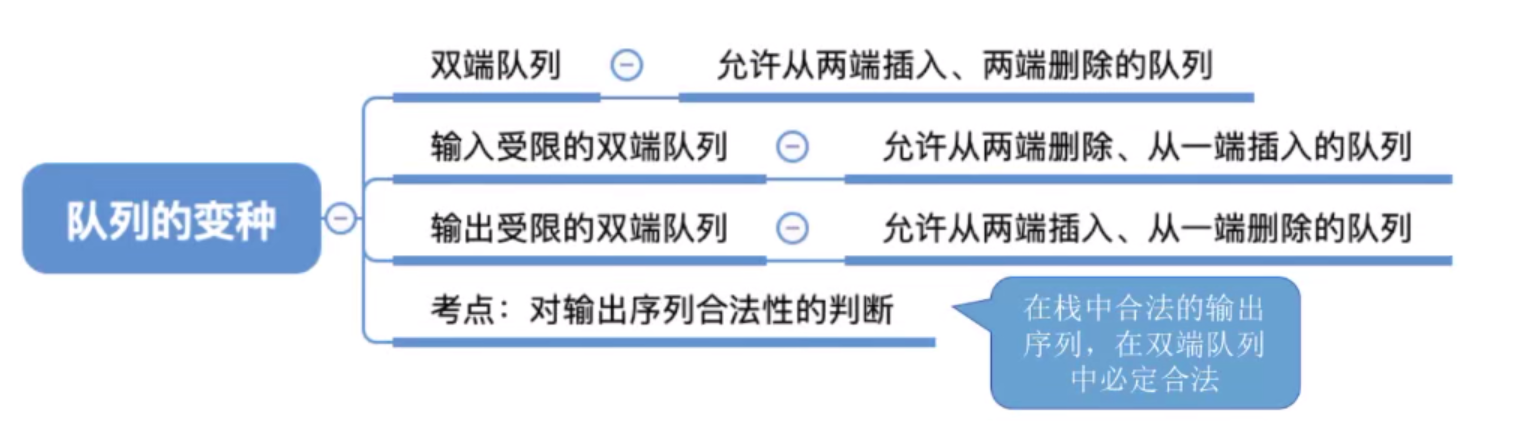 双端队列
允许从两端插入、两端删除的队列
输入受限的双端队列
允许从两端删除、从一端插入的队列
队列的变种
输出受限的双端队列
允许从两端插入、从一端删除的队列
考点：对输出序列合法性的判断
在栈中合法的输出
序列，在双端队列
中必定合法